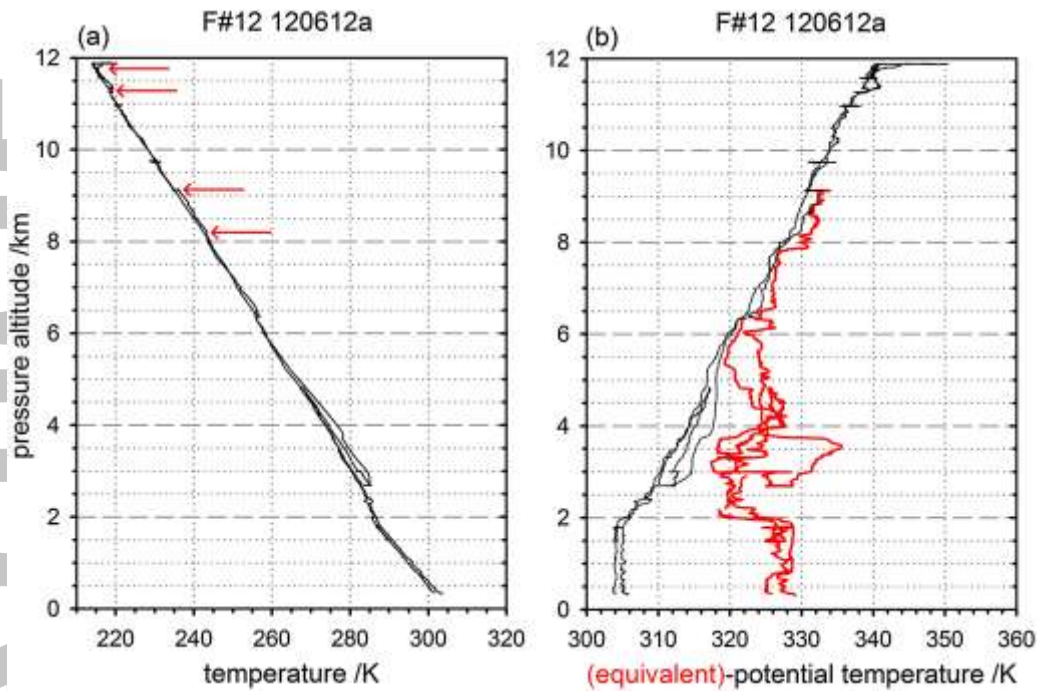 F#12 120612a
F#12 120612a
(a)
(b)
12
10
8
6
4
2
0
pressure altitude /km
220 240 260 280 300 320
temperature /K
12
10
8
6
4
2
0
300 310 320 330 340 350 360
(equivalent)-potential temperature /K